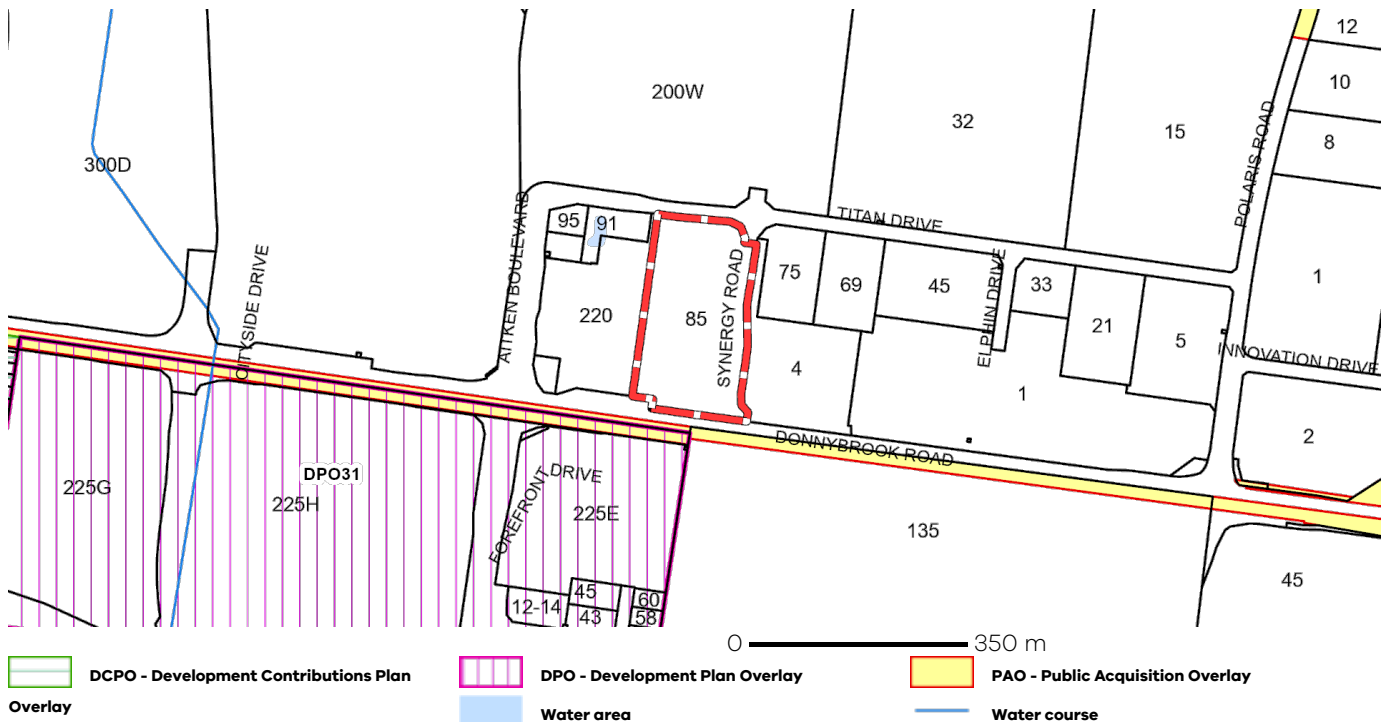 12
10
8
200W
32
15
POLARIS ROAD
300D
AITKEN BOULEVARD
95
91
TITAN DRIVE
CITYSIDE DRIVE
220
85
SYNERGY ROAD
75
69
45
ELPHIN DRIVE
33
21
5
1
INNOVATION DRIVE
4
1
2
DONNYBROOK ROAD
DPO31
225G
225H
FOREFRONT DRIVE
225E
135
45
12-14
45
43
60
58
0 350 m
DCPO - Development Contributions Plan
Overlay
DPO - Development Plan Overlay
PAO - Public Acquisition Overlay
Water area
Water course